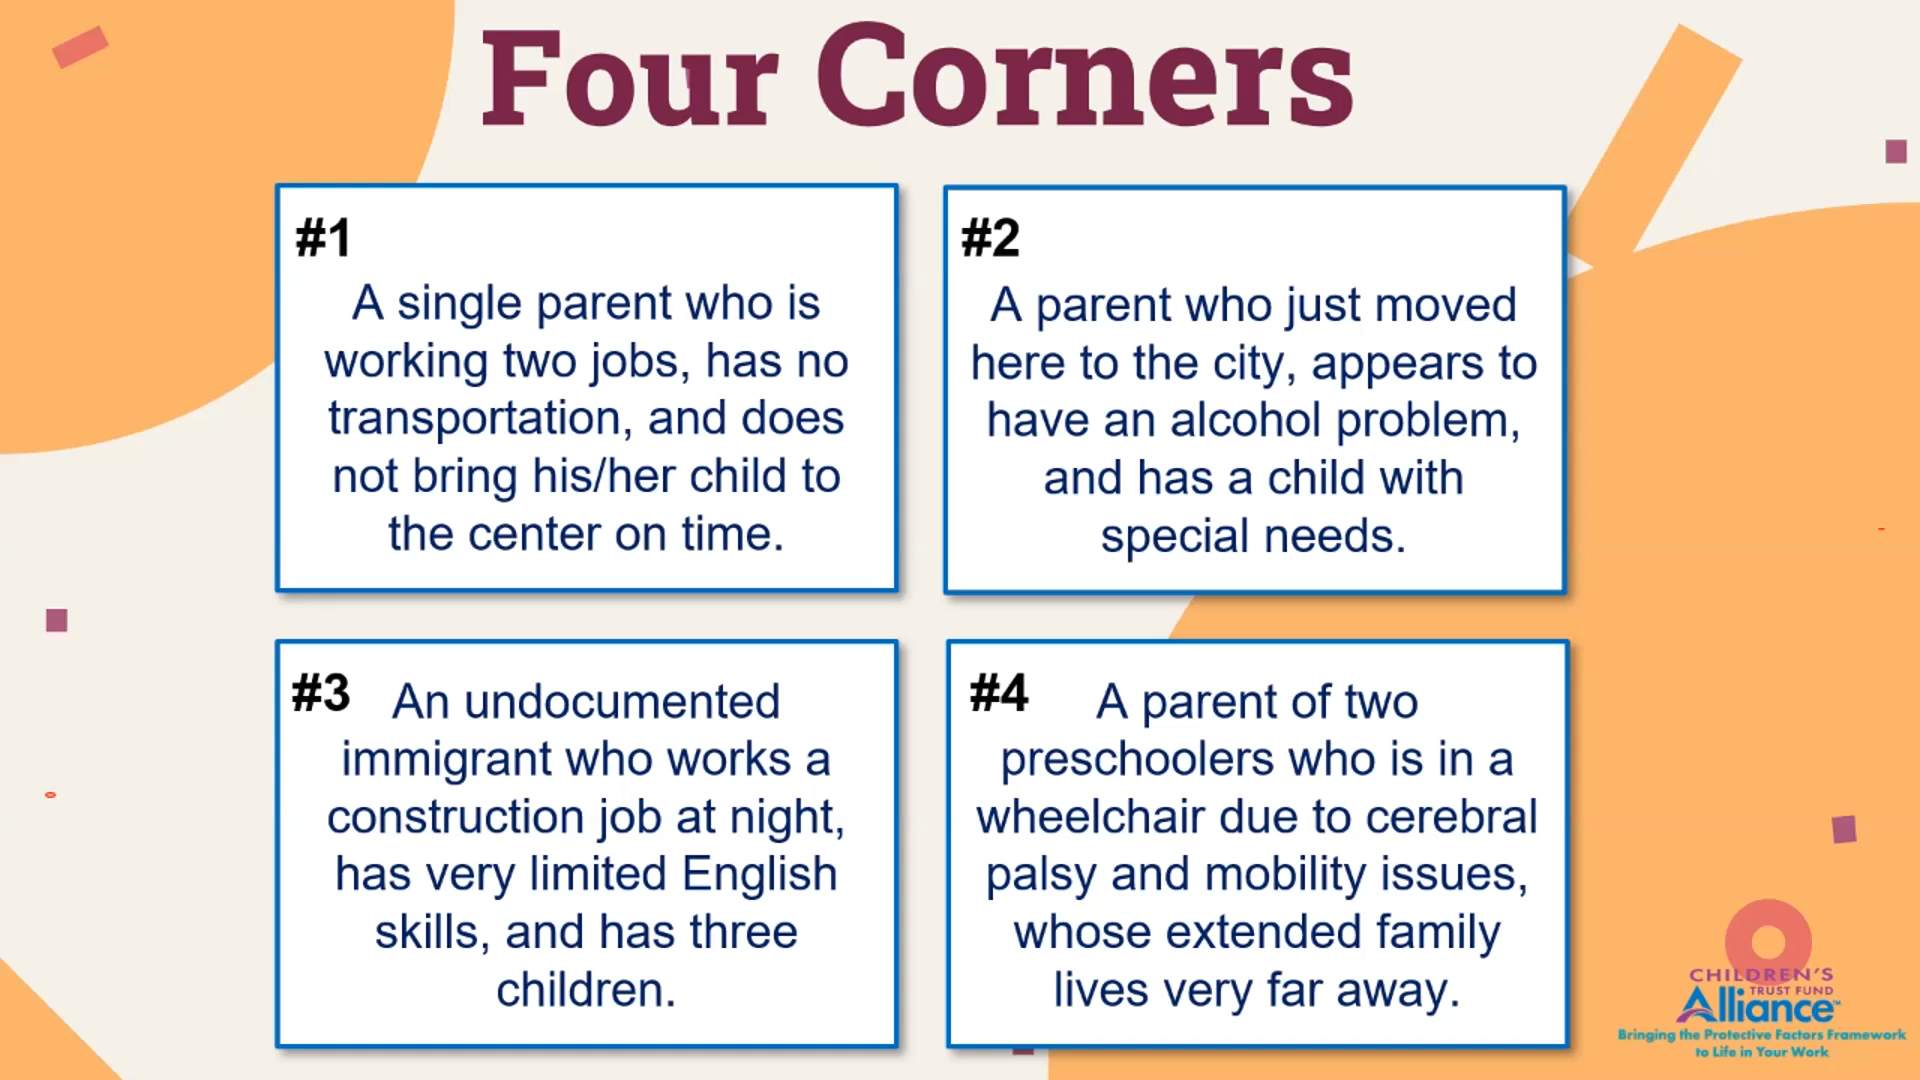 Four Corners
#1
A single parent who is
working two jobs, has no
transportation, and does
not bring his/her child to
the center on time.
#2
A parent who just moved
here to the city, appears to
have an alcohol problem,
and has a child with
special needs.
#3
An undocumented
immigrant who works a
construction job at night,
has very limited English
skills, and has three
children.
#4
A parent of two
preschoolers who is in a
wheelchair due to cerebral
palsy and mobility issues,
whose extended family
lives very far away.
CHILDREN'S
TRUST FUND
Alliance™
Bringing the Protective Factors Framework
to Life in Your Work